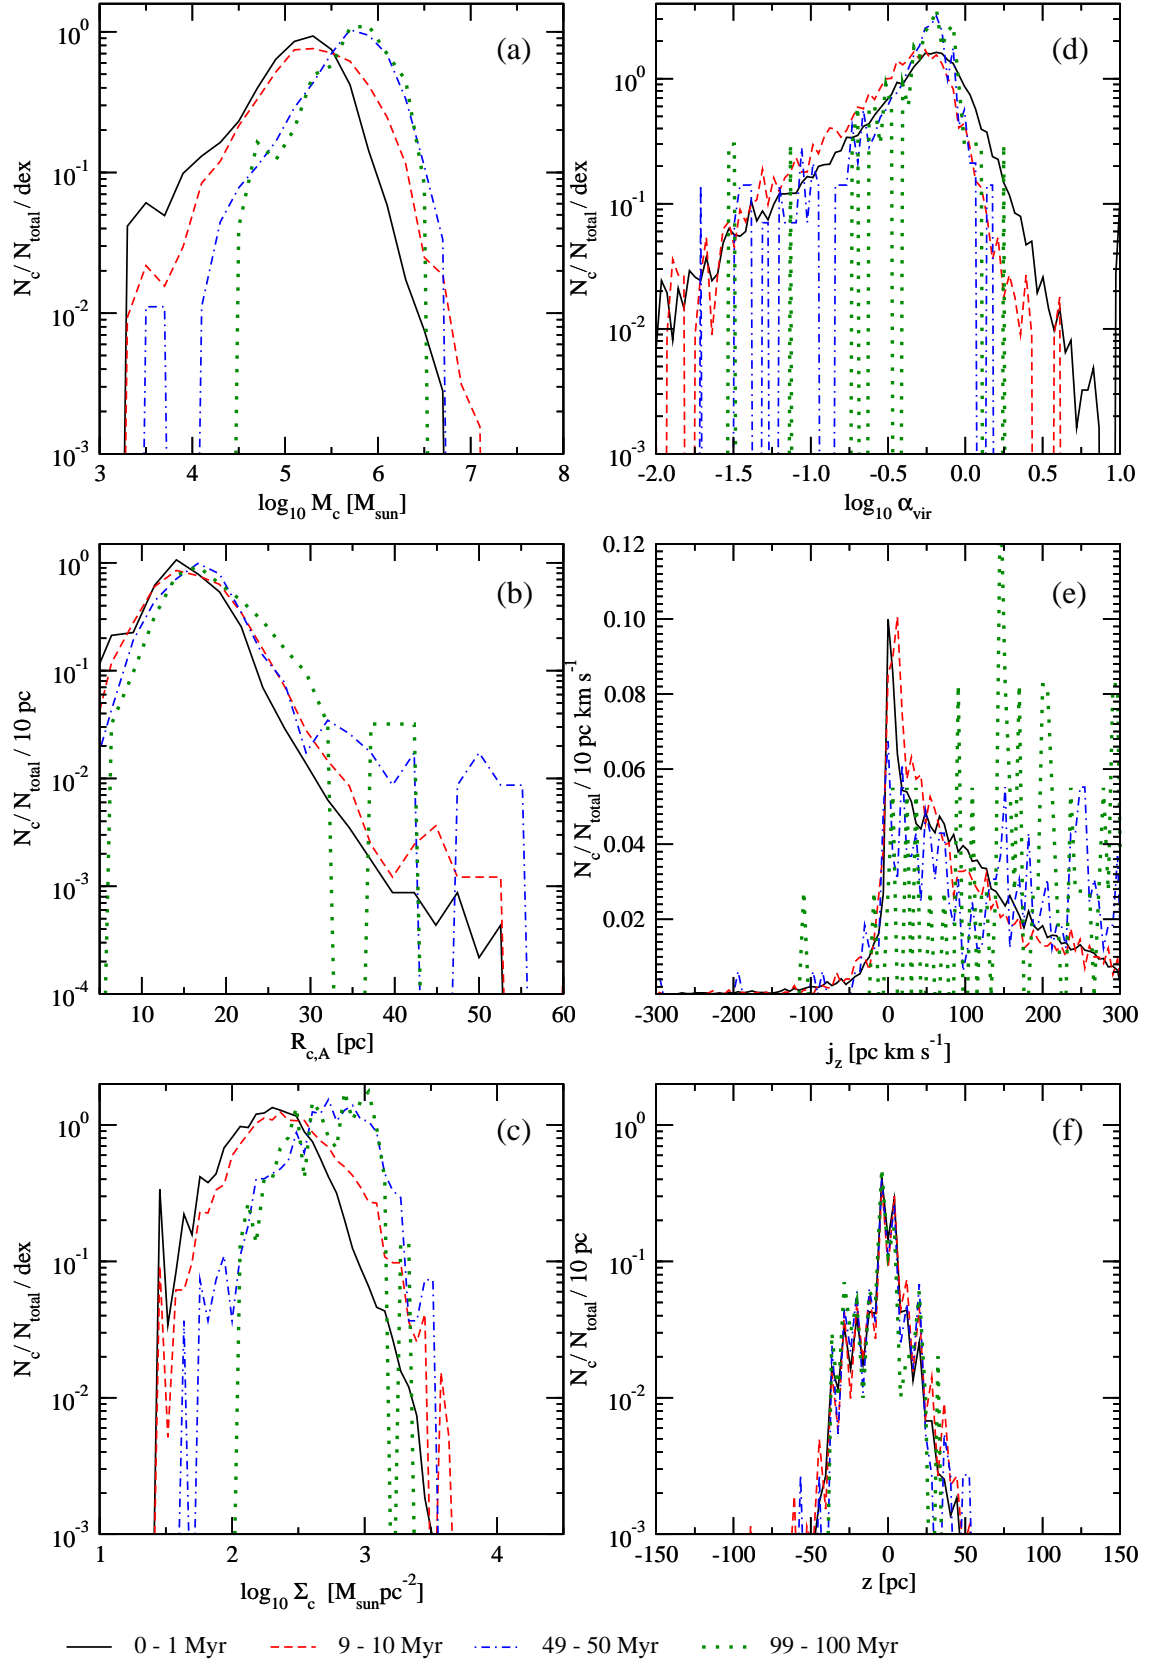 (a)
N_c / N_total / dex
10^0
10^-1
10^-2
10^-3
3 4 5 6 7 8
log_10 M_c [M_sun]
(d)
N_c / N_total / dex
10^0
10^-1
10^-2
10^-3
-2.0 -1.5 -1.0 -0.5 0.0 0.5 1.0
log_10 α_vir
(b)
N_c / N_total / 10 pc
10^0
10^-1
10^-2
10^-3
10^-4
10 20 30 40 50 60
R_c,A [pc]
(e)
N_c / N_total / 10 pc km s^-1
0.12
0.10
0.08
0.06
0.04
0.02
-300 -200 -100 0 100 200 300
j_z [pc km s^-1]
(c)
N_c / N_total / dex
10^0
10^-1
10^-2
10^-3
1 2 3 4
log_10 Σ_c [M_sun pc^-2]
(f)
N_c / N_total / 10 pc
10^0
10^-1
10^-2
10^-3
-150 -100 -50 0 50 100 150
z [pc]
0 - 1 Myr 9 - 10 Myr 49 - 50 Myr 99 - 100 Myr